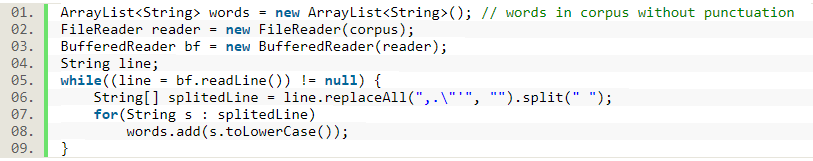 01. ArrayList<String> words = new ArrayList<String>(); // words in corpus without punctuation
02. FileReader reader = new FileReader(corpus);
03. BufferedReader bf = new BufferedReader(reader);
04. String line;
05. while((line = bf.readLine()) != null) {
06.     String[] splitedLine = line.replaceAll(",.\"'", "").split(" ");
07.     for(String s : splitedLine)
08.         words.add(s.toLowerCase());
09. }